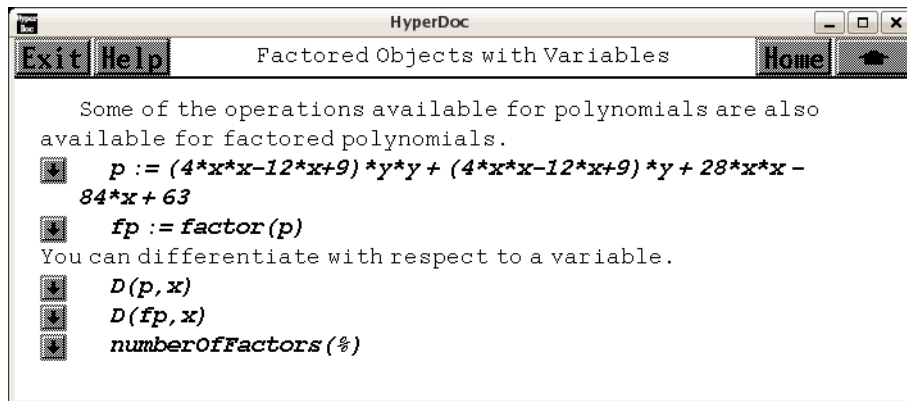 Hyper Doc
HyperDoc
Exit Help Factored Objects with Variables Home
Some of the operations available for polynomials are also
available for factored polynomials.
p := (4*x*x-12*x+9)*y*y + (4*x*x-12*x+9)*y + 28*x*x -
84*x + 63
fp := factor(p)
You can differentiate with respect to a variable.
D(p,x)
D(fp,x)
numberOfFactors(%)